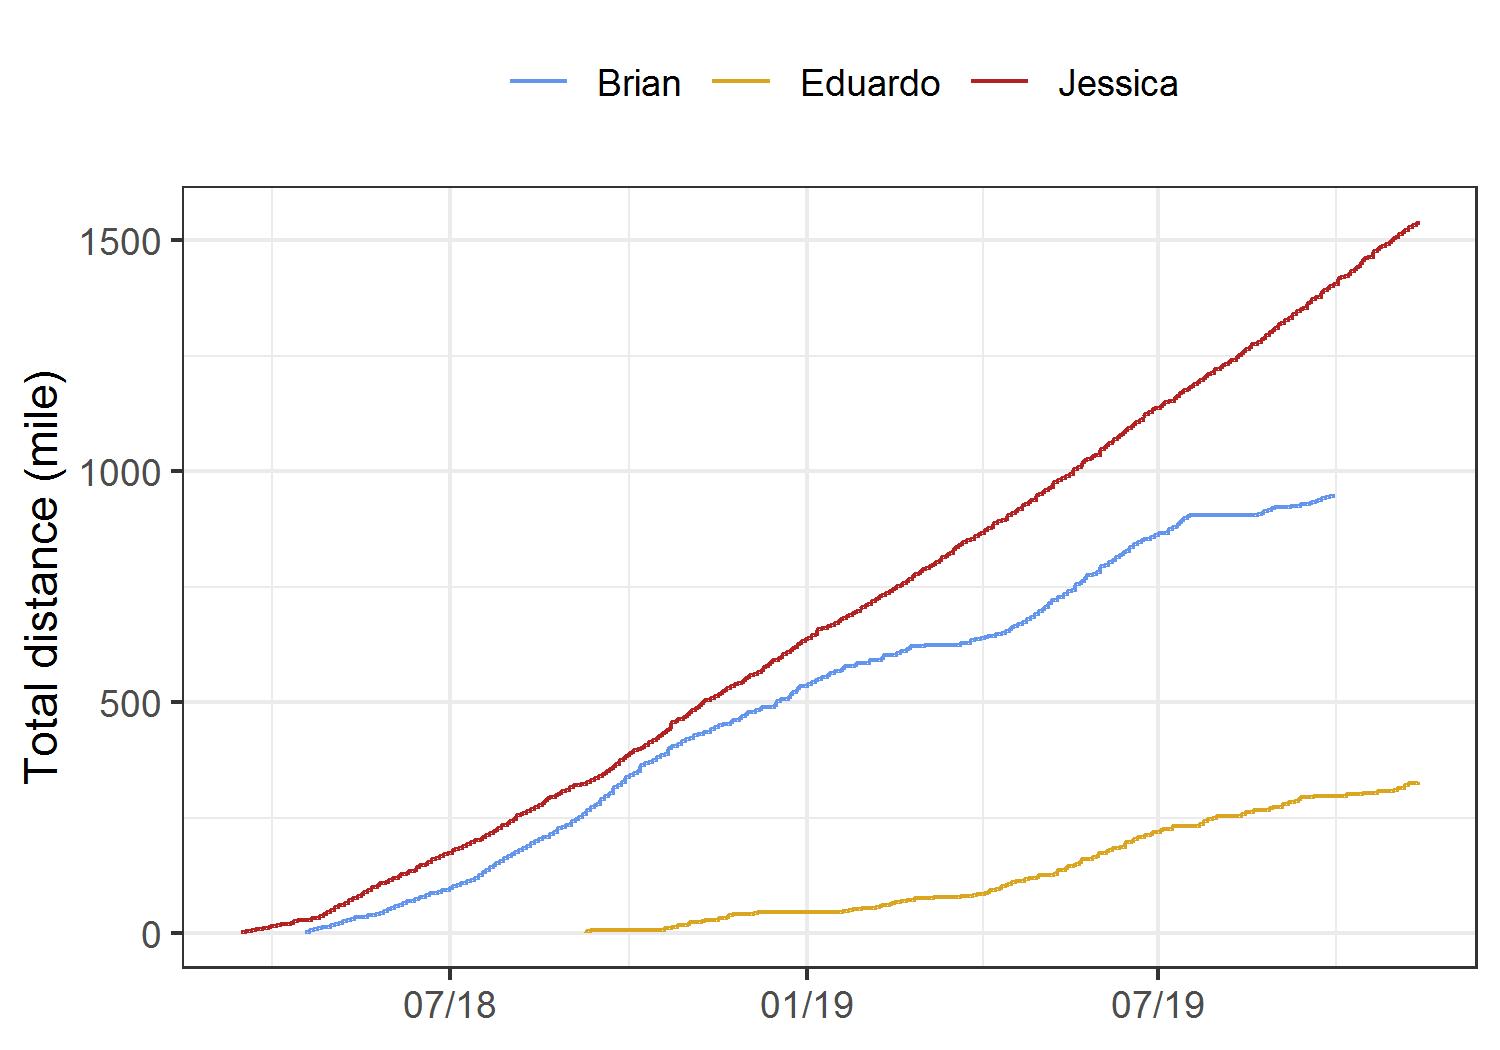 Brian Eduardo Jessica
Total distance (mile)
1500
1000
500
0
07/18 01/19 07/19